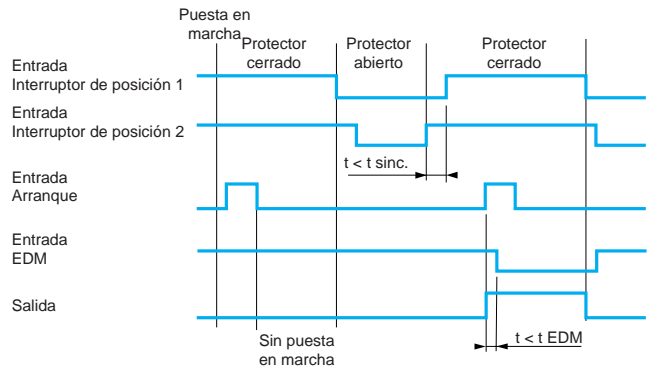 Puesta en
marcha
Protector
cerrado
Protector
abierto
Protector
cerrado
Entrada
Interruptor de posición 1
Entrada
Interruptor de posición 2
t < t sinc.
Entrada
Arranque
Entrada
EDM
Salida
Sin puesta
en marcha
t < t EDM